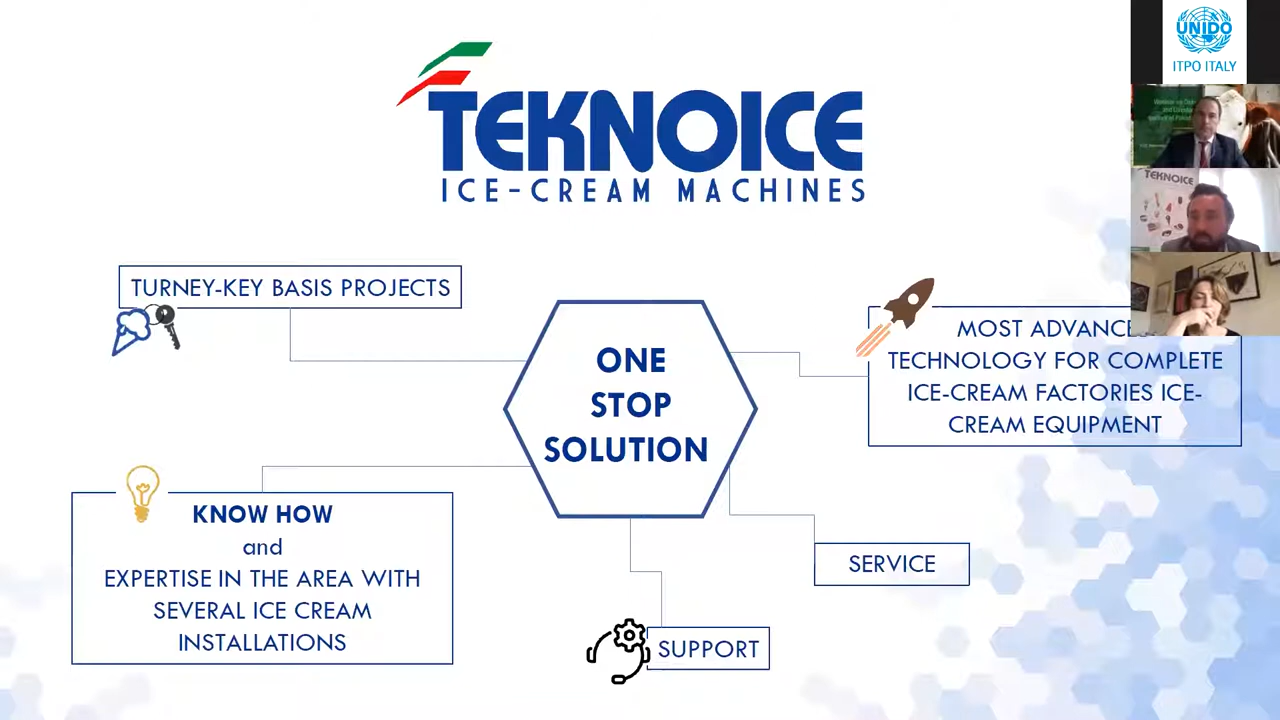 TEKNOICE
ICE-CREAM MACHINES
UNIDO
ITPO ITALY
TEKNOICE
TURNEY-KEY BASIS PROJECTS
ONE
STOP
SOLUTION
MOST ADVANCE
TECHNOLOGY FOR COMPLETE
ICE-CREAM FACTORIES ICE-
CREAM EQUIPMENT
KNOW HOW
and
EXPERTISE IN THE AREA WITH
SEVERAL ICE CREAM
INSTALLATIONS
SERVICE
SUPPORT